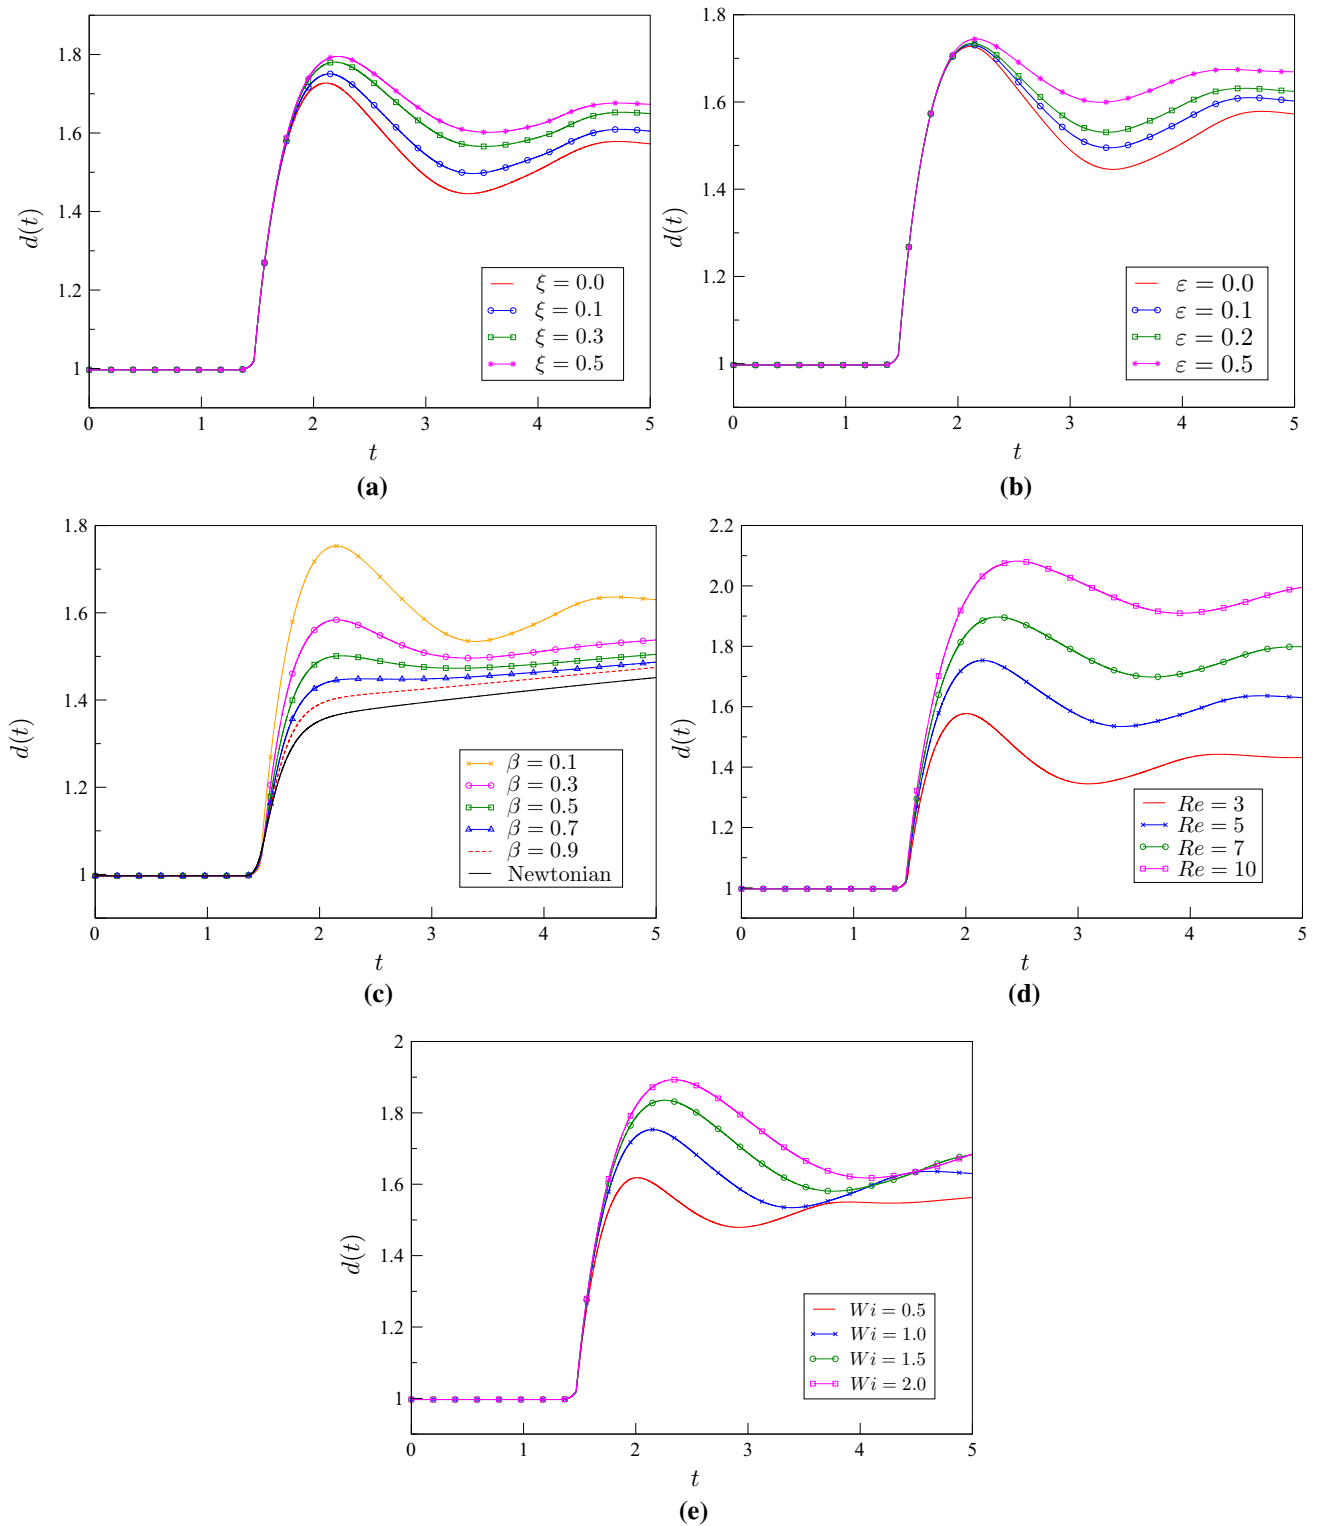 1.8
1.6
1.4
1.2
1
d(t)
ξ = 0.0
ξ = 0.1
ξ = 0.3
ξ = 0.5
0 1 2 3 4 5
t
(a)
1.8
1.6
1.4
1.2
1
d(t)
ε = 0.0
ε = 0.1
ε = 0.2
ε = 0.5
0 1 2 3 4 5
t
(b)
1.8
1.6
1.4
1.2
1
d(t)
β = 0.1
β = 0.3
β = 0.5
β = 0.7
β = 0.9
Newtonian
0 1 2 3 4 5
t
(c)
2.2
2.0
1.8
1.6
1.4
1.2
1
d(t)
Re = 3
Re = 5
Re = 7
Re = 10
0 1 2 3 4 5
t
(d)
2
1.8
1.6
1.4
1.2
1
d(t)
Wi = 0.5
Wi = 1.0
Wi = 1.5
Wi = 2.0
0 1 2 3 4 5
t
(e)